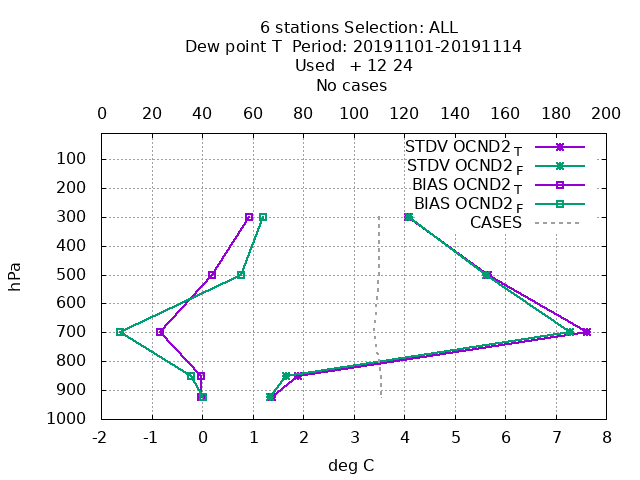 6 stations Selection: ALL
Dew point T  Period: 20191101-20191114
Used   + 12 24
No cases
0 20 40 60 80 100 120 140 160 180 200
STDV OCND2 T
STDV OCND2 F
BIAS OCND2 T
BIAS OCND2 F
CASES
100
200
300
400
500
600
700
800
900
1000
hPa
-2 -1 0 1 2 3 4 5 6 7 8
deg C